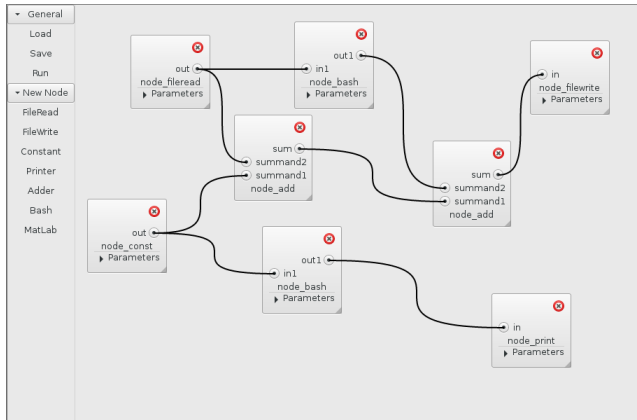 General
Load
Save
Run
New Node
FileRead
FileWrite
Constant
Printer
Adder
Bash
MatLab
out
node_fileread
Parameters
out1
in1
node_bash
Parameters
in
node_filewrite
Parameters
sum
summand2
summand1
node_add
sum
summand2
summand1
node_add
out
node_const
Parameters
out1
in1
node_bash
Parameters
in
node_print
Parameters